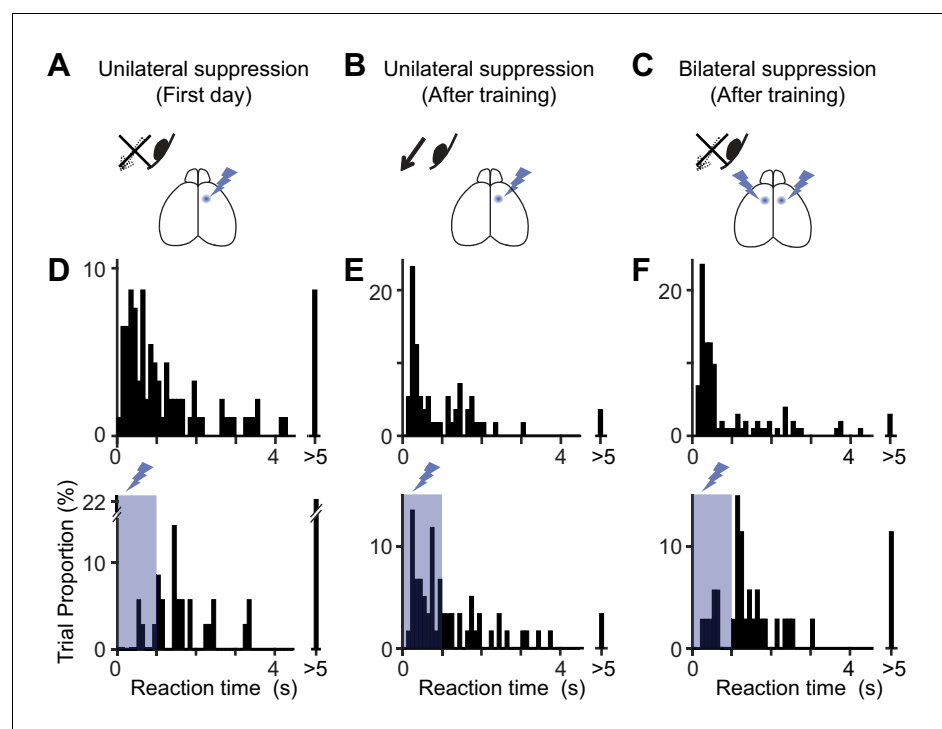 A Unilateral suppression
(First day)
B Unilateral suppression
(After training)
C Bilateral suppression
(After training)
D
10
0
0
4
>5
E
20
0
0
4
>5
F
20
0
0
4
>5
Trial Proportion (%)
22
10
0
0
4
>5
Reaction time (s)
10
0
0
4
>5
Reaction time (s)
10
0
0
4
>5
Reaction time (s)